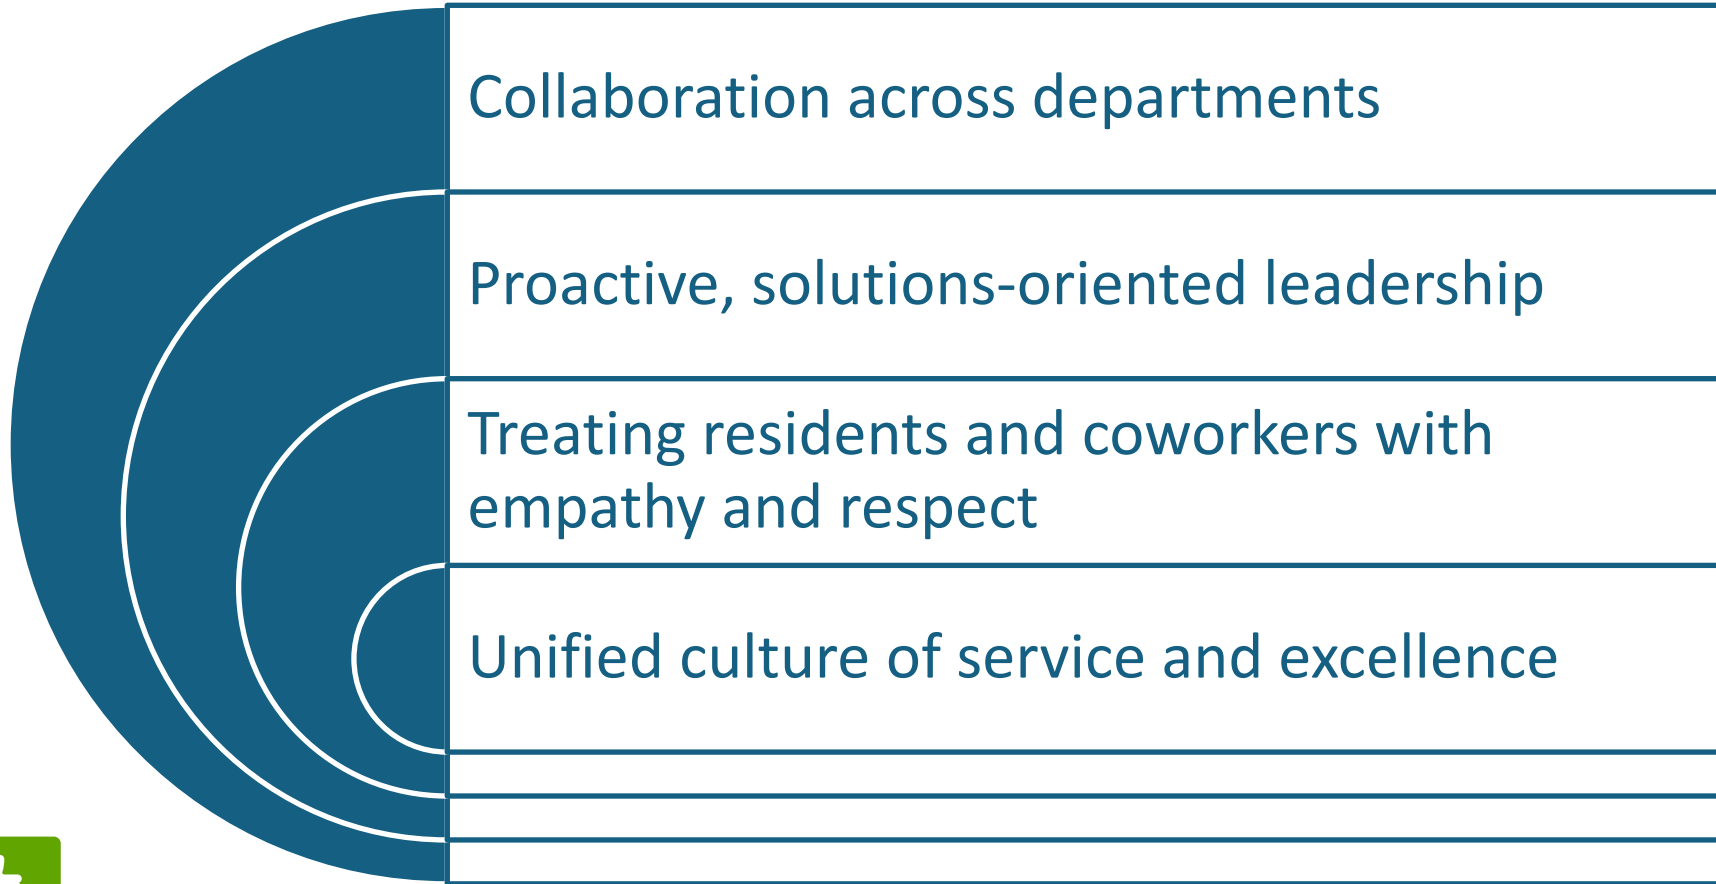 Collaboration across departments
Proactive, solutions-oriented leadership
Treating residents and coworkers with
empathy and respect
Unified culture of service and excellence